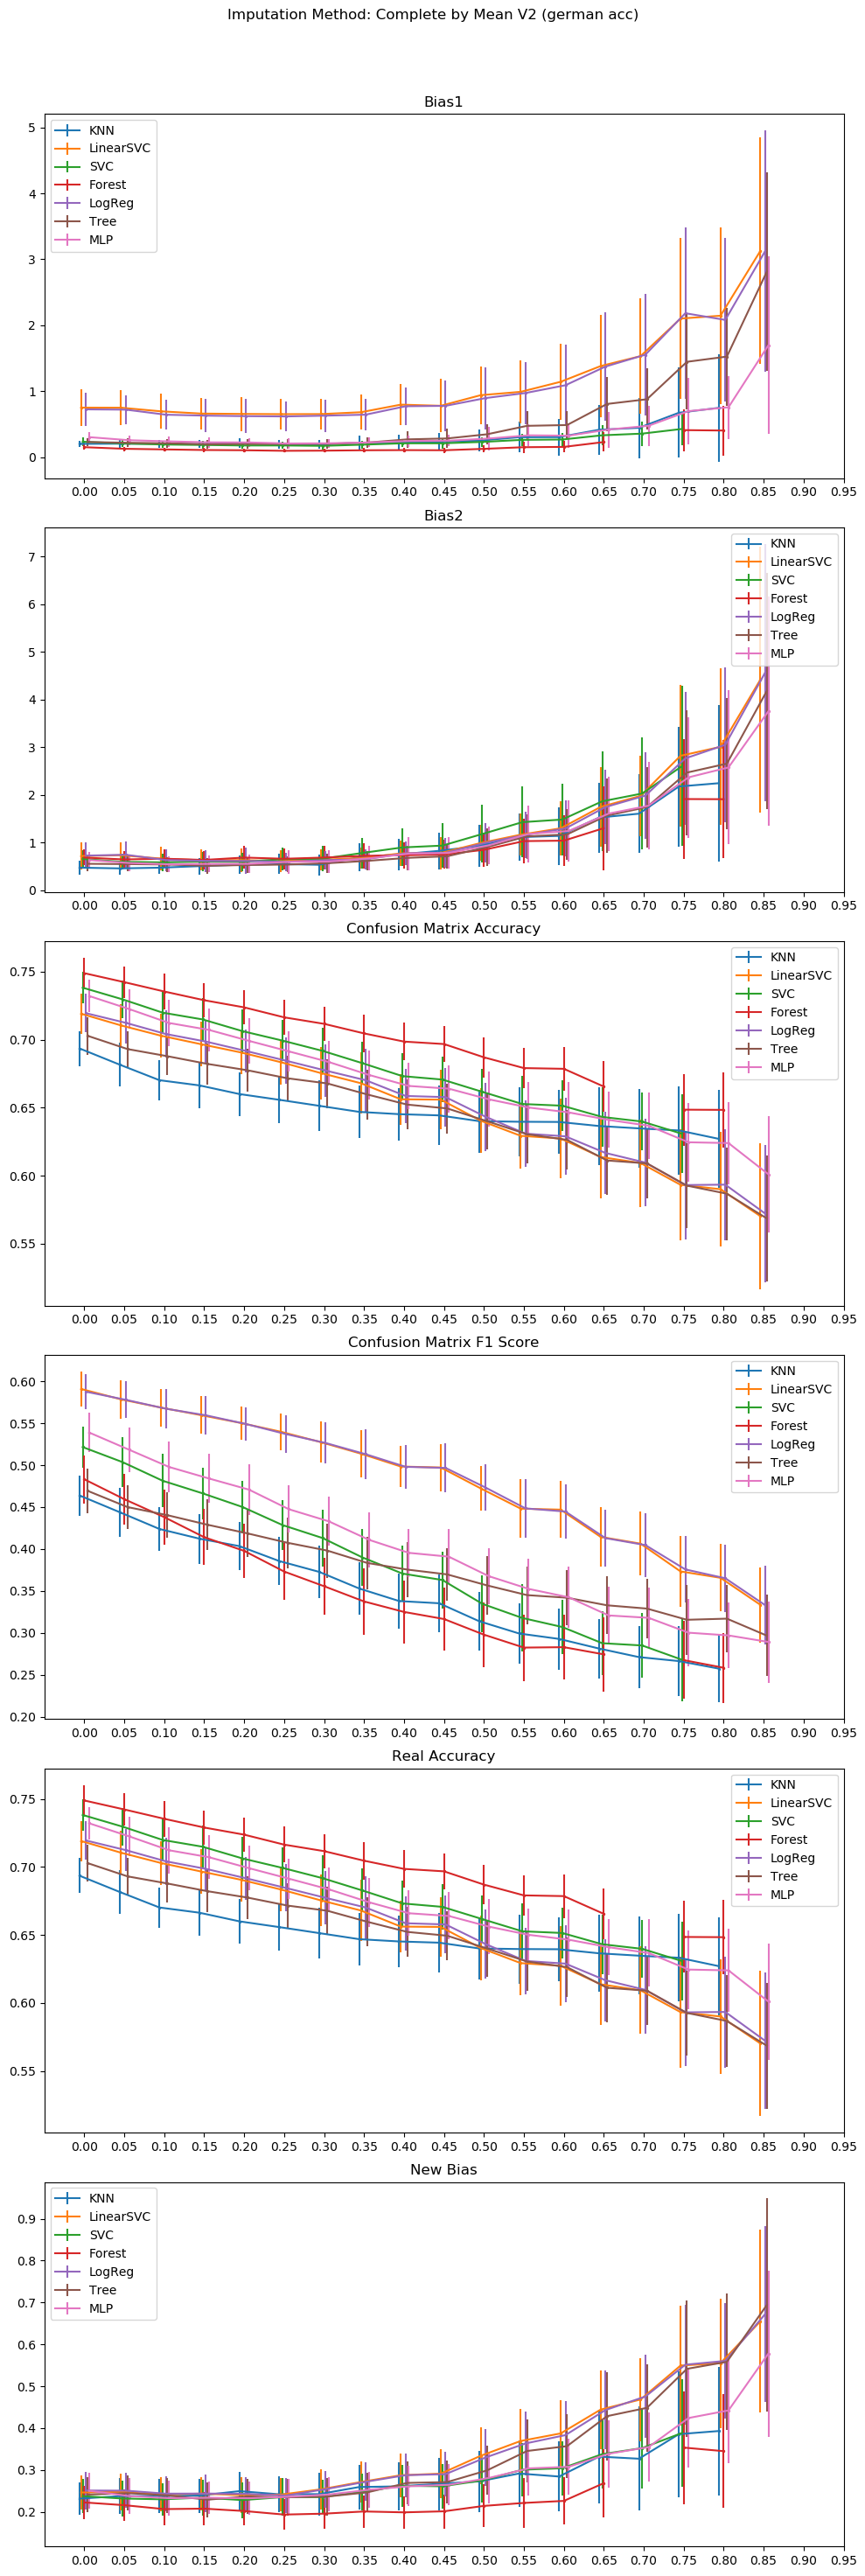 Imputation Method: Complete by Mean V2 (german acc)
Bias1
KNN
LinearSVC
SVC
Forest
LogReg
Tree
MLP
5
4
3
2
1
0
0.00 0.05 0.10 0.15 0.20 0.25 0.30 0.35 0.40 0.45 0.50 0.55 0.60 0.65 0.70 0.75 0.80 0.85 0.90 0.95
Bias2
KNN
LinearSVC
SVC
Forest
LogReg
Tree
MLP
7
6
5
4
3
2
1
0
0.00 0.05 0.10 0.15 0.20 0.25 0.30 0.35 0.40 0.45 0.50 0.55 0.60 0.65 0.70 0.75 0.80 0.85 0.90 0.95
Confusion Matrix Accuracy
KNN
LinearSVC
SVC
Forest
LogReg
Tree
MLP
0.75
0.70
0.65
0.60
0.55
0.00 0.05 0.10 0.15 0.20 0.25 0.30 0.35 0.40 0.45 0.50 0.55 0.60 0.65 0.70 0.75 0.80 0.85 0.90 0.95
Confusion Matrix F1 Score
KNN
LinearSVC
SVC
Forest
LogReg
Tree
MLP
0.60
0.55
0.50
0.45
0.40
0.35
0.30
0.25
0.20
0.00 0.05 0.10 0.15 0.20 0.25 0.30 0.35 0.40 0.45 0.50 0.55 0.60 0.65 0.70 0.75 0.80 0.85 0.90 0.95
Real Accuracy
KNN
LinearSVC
SVC
Forest
LogReg
Tree
MLP
0.75
0.70
0.65
0.60
0.55
0.00 0.05 0.10 0.15 0.20 0.25 0.30 0.35 0.40 0.45 0.50 0.55 0.60 0.65 0.70 0.75 0.80 0.85 0.90 0.95
New Bias
KNN
LinearSVC
SVC
Forest
LogReg
Tree
MLP
0.9
0.8
0.7
0.6
0.5
0.4
0.3
0.2
0.00 0.05 0.10 0.15 0.20 0.25 0.30 0.35 0.40 0.45 0.50 0.55 0.60 0.65 0.70 0.75 0.80 0.85 0.90 0.95